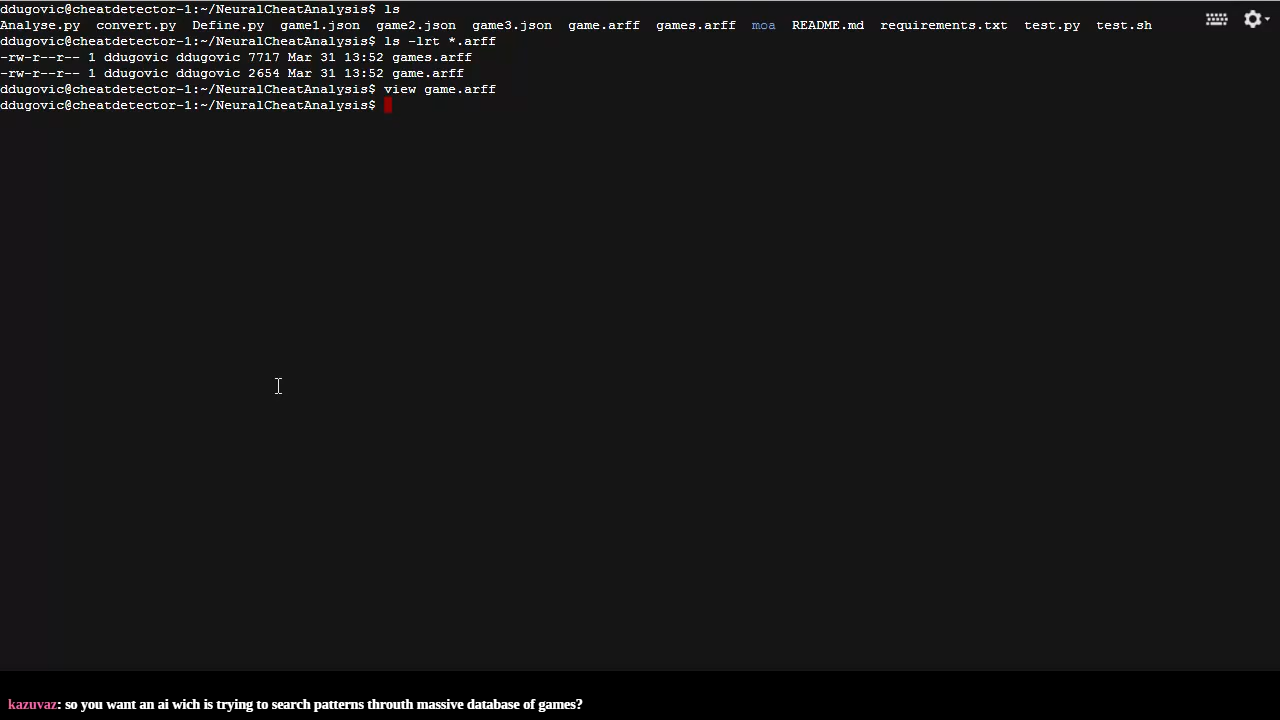 ddugovic@cheatdetector-1:~/NeuralCheatAnalysis$ ls
Analyse.py convert.py Define.py game1.json game2.json game3.json game.arff games.arff moa README.md requirements.txt test.py test.sh
ddugovic@cheatdetector-1:~/NeuralCheatAnalysis$ ls -lrt *.arff
-rw-r--r-- 1 ddugovic ddugovic 7717 Mar 31 13:52 games.arff
-rw-r--r-- 1 ddugovic ddugovic 2654 Mar 31 13:52 game.arff
ddugovic@cheatdetector-1:~/NeuralCheatAnalysis$ view game.arff
ddugovic@cheatdetector-1:~/NeuralCheatAnalysis$
kazuvaz: so you want an ai wich is trying to search patterns throuth massive database of games?